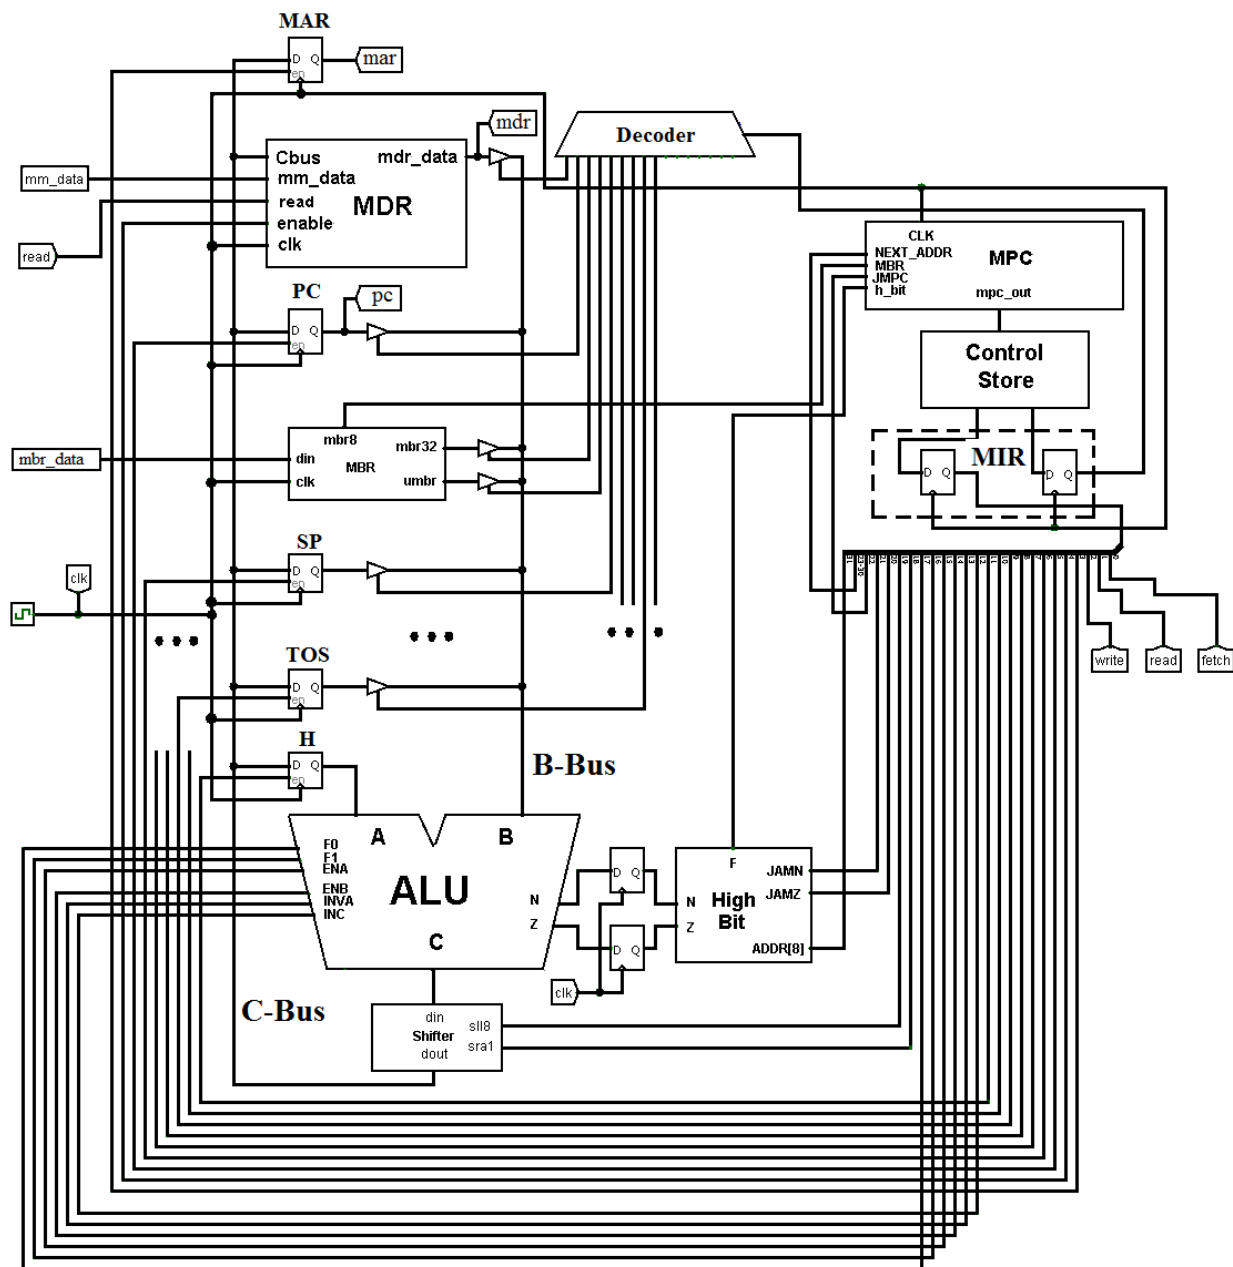 MAR
D Q
en
mar
mdr
Decoder
Cbus
mdr_data
mm_data
mm_data
MDR
read
enable
clk
read
CLK
NEXT_ADDR
MPC
MBR
JMPC
h_bit
mpc_out
PC
pc
D Q
en
Control
Store
mbr8
mbr32
din
MBR
clk
umbr
mbr_data
MIR
D Q
D Q
SP
D Q
en
clk
TOS
D Q
en
write
read
fetch
H
D Q
en
B-Bus
A
B
F0
F1
ENA
ENB
INVA
INC
ALU
N
Z
C
D Q
D Q
clk
F
JAMN
JAMZ
N
Z
High
Bit
ADDR[8]
C-Bus
din
sll8
Shifter
sra1
dout